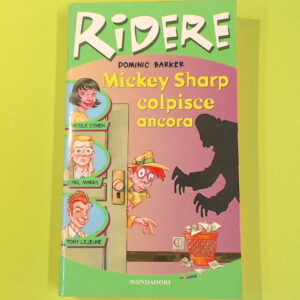 RiDERE
DOMINIC BARKER
Mickey Sharp
colpisce
ancora
NICOLE COHEN
CARL MARKS
TONY LEJEUNE
MONDADORI